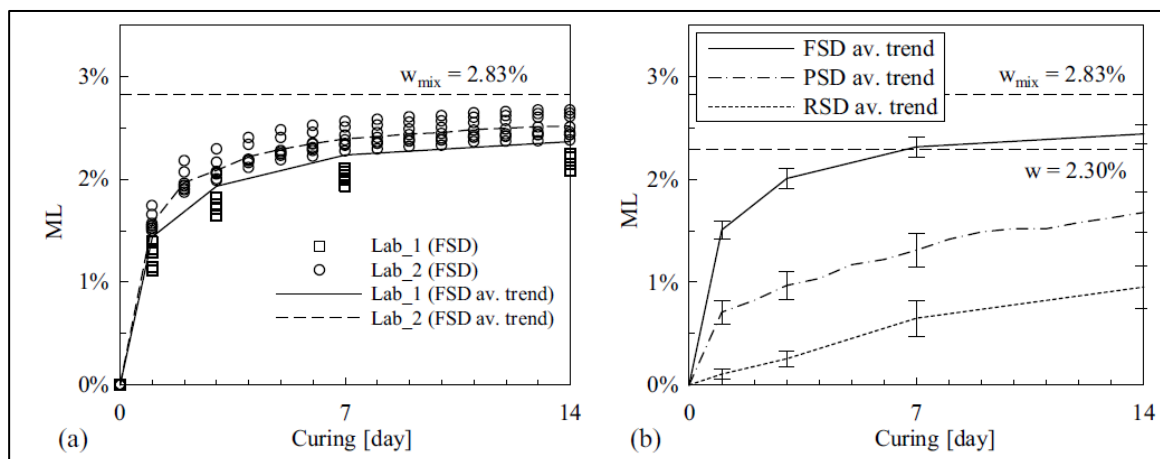 3%
2%
1%
0%
ML
w_mix = 2.83%
Lab_1 (FSD)
Lab_2 (FSD)
Lab_1 (FSD av. trend)
Lab_2 (FSD av. trend)
0
7
14
Curing [day]
(a)
3%
2%
1%
0%
ML
FSD av. trend
PSD av. trend
RSD av. trend
w_mix = 2.83%
w = 2.30%
0
7
14
Curing [day]
(b)